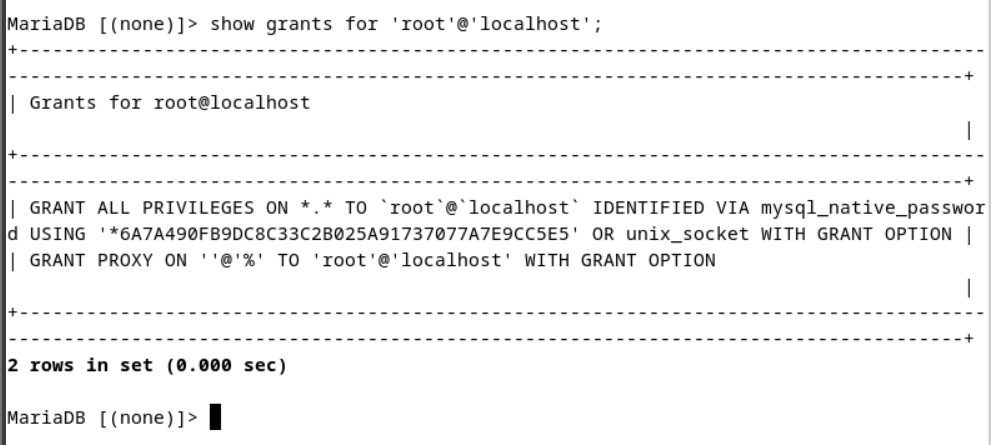 MariaDB [(none)]> show grants for 'root'@'localhost';
+--------------------------------------------------------------------------------------
-------------------------------------------------------------------------------------+
| Grants for root@localhost
|
+--------------------------------------------------------------------------------------
-------------------------------------------------------------------------------------+
| GRANT ALL PRIVILEGES ON *.* TO `root`@`localhost` IDENTIFIED VIA mysql_native_passwor
d USING '*6A7A490FB9DC8C33C2B025A91737077A7E9CC5E5' OR unix_socket WITH GRANT OPTION |
| GRANT PROXY ON ''@'%' TO 'root'@'localhost' WITH GRANT OPTION
|
+--------------------------------------------------------------------------------------
-------------------------------------------------------------------------------------+
2 rows in set (0.000 sec)
MariaDB [(none)]>